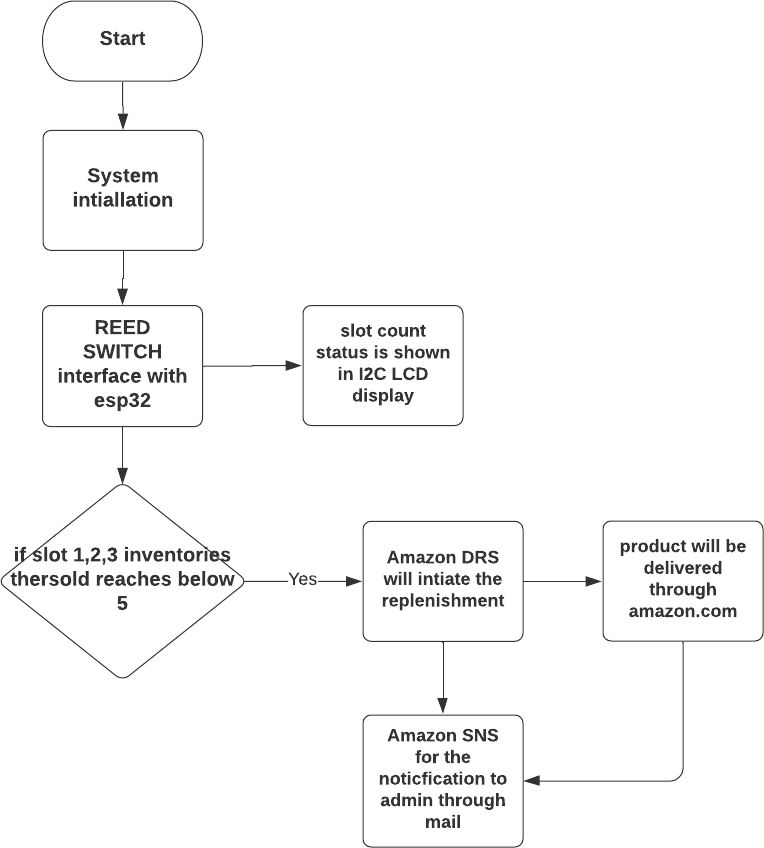 Start
System
intiallation
REED
SWITCH
interface with
esp32
slot count
status is shown
in I2C LCD
display
if slot 1,2,3 inventories
thersold reaches below
5
Yes
Amazon DRS
will intiate the
replenishment
product will be
delivered
through
amazon.com
Amazon SNS
for the
noticfication to
admin through
mail